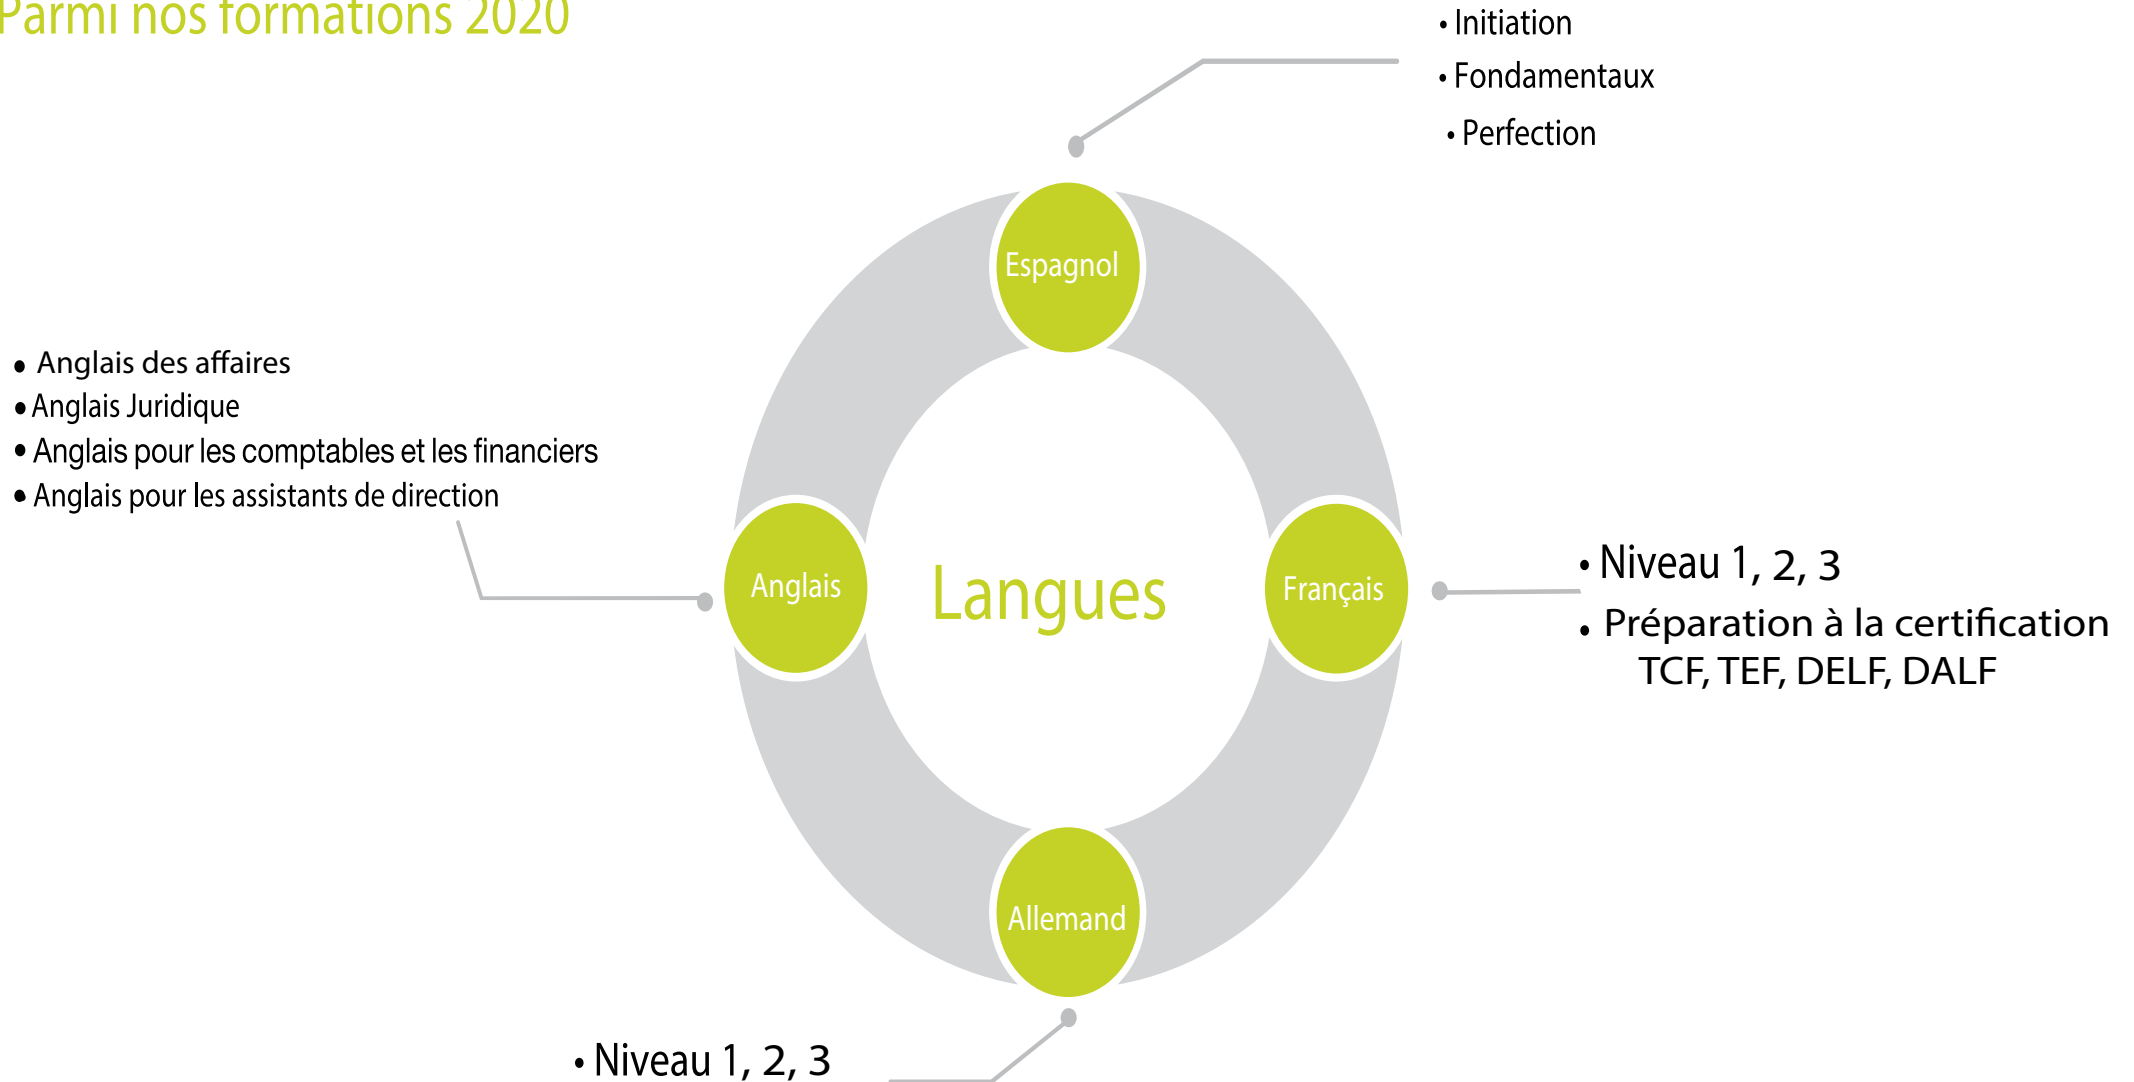 Parmi nos formations 2020
• Initiation
• Fondamentaux
• Perfection
Espagnol
• Anglais des affaires
• Anglais Juridique
• Anglais pour les comptables et les financiers
• Anglais pour les assistants de direction
Anglais
Langues
Français
• Niveau 1, 2, 3
• Préparation à la certification
TCF, TEF, DELF, DALF
Allemand
• Niveau 1, 2, 3